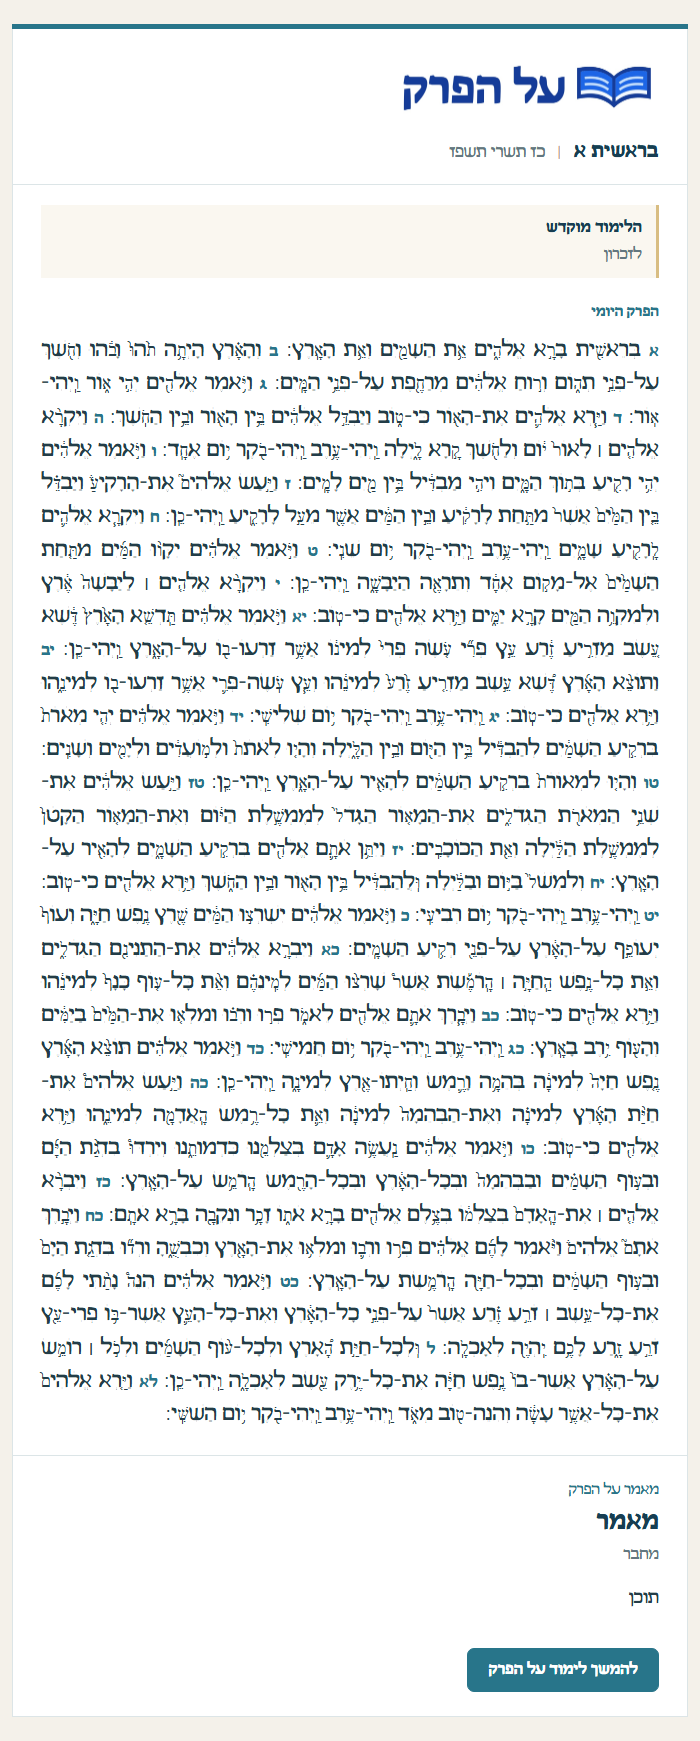 על הפרק
בראשית א | כז תשרי תשפז
הלימוד מוקדש
לזכרון
הפרק היומי
א בראשית ברא אלהים את השמים ואת הארץ: ב והארץ היתה תהו ובהו וחשך
על-פני תהום ורוח אלהים מרחפת על-פני המים: ג ויאמר אלהים יהי אור ויהי-
אור: ד וירא אלהים את-האור כי-טוב ויבדל אלהים בין האור ובין החשך: ה ויקרא
אלהים ׀ לאור יום ולחשך קרא לילה ויהי-ערב ויהי-בקר יום אחד: ו ויאמר אלהים
יהי רקיע בתוך המים ויהי מבדיל בין מים למים: ז ויעש אלהים את-הרקיע ויבדל
בין המים אשר מתחת לרקיע ובין המים אשר מעל לרקיע ויהי-כן: ח ויקרא אלהים
לרקיע שמים ויהי-ערב ויהי-בקר יום שני: ט ויאמר אלהים יקוו המים מתחת
השמים אל-מקום אחד ותראה היבשה ויהי-כן: י ויקרא אלהים ׀ ליבשה ארץ
ולמקוה המים קרא ימים וירא אלהים כי-טוב: יא ויאמר אלהים תדשא הארץ דשא
עשב מזריע זרע עץ פרי עשה פרי למינו אשר זרעו-בו על-הארץ ויהי-כן: יב
ותוצא הארץ דשא עשב מזריע זרע למינהו ועץ עשה-פרי אשר זרעו-בו למינהו
וירא אלהים כי-טוב: יג ויהי-ערב ויהי-בקר יום שלישי: יד ויאמר אלהים יהי מארת
ברקיע השמים להבדיל בין היום ובין הלילה והיו לאתת ולמועדים ולימים ושנים:
טו והיו למאורת ברקיע השמים להאיר על-הארץ ויהי-כן: טז ויעש אלהים את-
שני המארת הגדלים את-המאור הגדל לממשלת היום ואת-המאור הקטן
לממשלת הלילה ואת הכוכבים: יז ויתן אתם אלהים ברקיע השמים להאיר על-
הארץ: יח ולמשל ביום ובלילה ולהבדיל בין האור ובין החשך וירא אלהים כי-טוב:
יט ויהי-ערב ויהי-בקר יום רביעי: כ ויאמר אלהים ישרצו המים שרץ נפש חיה ועוף
יעופף על-הארץ על-פני רקיע השמים: כא ויברא אלהים את-התנינם הגדלים
ואת כל-נפש החיה ׀ הרמשת אשר שרצו המים למינהם ואת כל-עוף כנף למינהו
וירא אלהים כי-טוב: כב ויברך אתם אלהים לאמר פרו ורבו ומלאו את-המים בימים
והעוף ירב בארץ: כג ויהי-ערב ויהי-בקר יום חמישי: כד ויאמר אלהים תוצא הארץ
נפש חיה למינה בהמה ורמש וחיתו-ארץ למינה ויהי-כן: כה ויעש אלהים את-
חית הארץ למינה ואת-הבהמה למינה ואת כל-רמש האדמה למינהו וירא
אלהים כי-טוב: כו ויאמר אלהים נעשה אדם בצלמנו כדמותנו וירדו בדגת הים
ובעוף השמים ובבהמה ובכל-הארץ ובכל-הרמש הרמש על-הארץ: כז ויברא
אלהים ׀ את-האדם בצלמו בצלם אלהים ברא אתו זכר ונקבה ברא אתם: כח ויברך
אתם אלהים ויאמר להם אלהים פרו ורבו ומלאו את-הארץ וכבשה ורדו בדגת הים
ובעוף השמים ובכל-חיה הרמשת על-הארץ: כט ויאמר אלהים הנה נתתי לכם
את-כל-עשב ׀ זרע זרע אשר על-פני כל-הארץ ואת-כל-העץ אשר-בו פרי-עץ
זרע זרע לכם יהיה לאכלה: ל ולכל-חית הארץ ולכל-עוף השמים ולכל ׀ רומש
על-הארץ אשר-בו נפש חיה את-כל-ירק עשב לאכלה ויהי-כן: לא וירא אלהים
את-כל-אשר עשה והנה-טוב מאד ויהי-ערב ויהי-בקר יום הששי:
מאמר על הפרק
מאמר
מחבר
תוכן
להמשך לימוד על הפרק